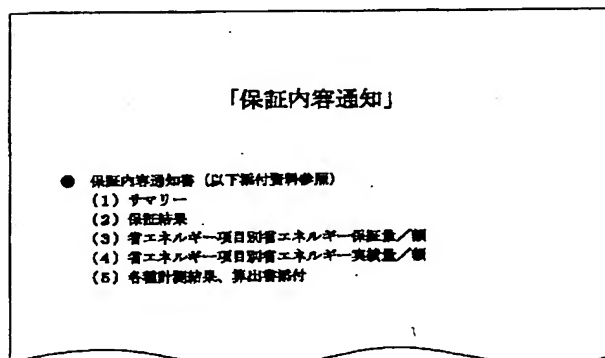 「保証内容通知」
● 保証内容通知書（以下添付資料参照）
（1）サマリー
（2）保証結果
（3）省エネルギー項目別省エネルギー保証量／額
（4）省エネルギー項目別省エネルギー実績量／額
（5）各種計測結果、算出書添付